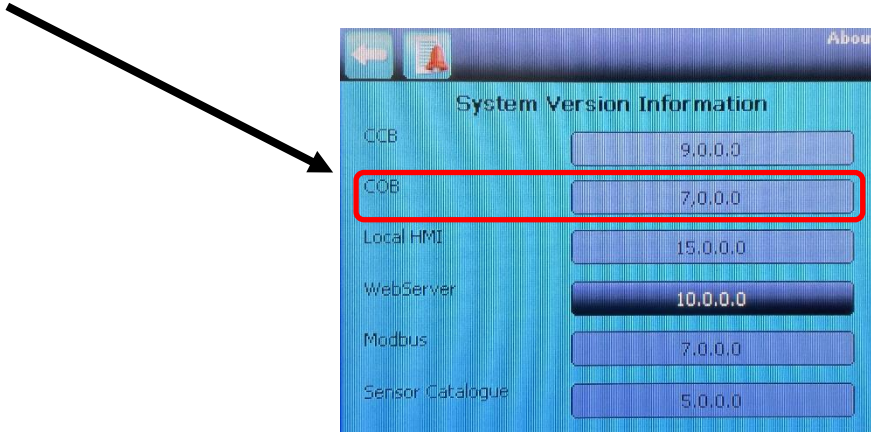 Abou
System Version Information
CCB 9.0.0.0
COB 7,0.0.0
Local HMI 15.0.0.0
WebServer 10.0.0.0
Modbus 7.0.0.0
Sensor Catalogue 5.0.0.0